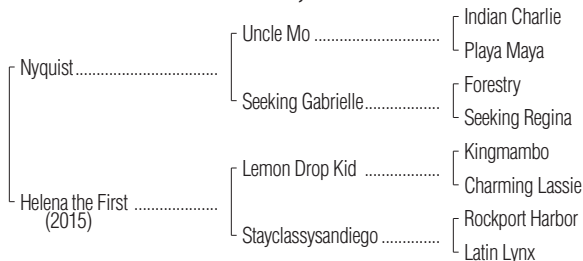 Indian Charlie
Uncle Mo ................................
Playa Maya
Nyquist ....................................
Forestry
Seeking Gabrielle.....................
Seeking Regina
Kingmambo
Lemon Drop Kid ...................
Charming Lassie
Helena the First .....................
(2015)
Rockport Harbor
Stayclassysandiego ...............
Latin Lynx